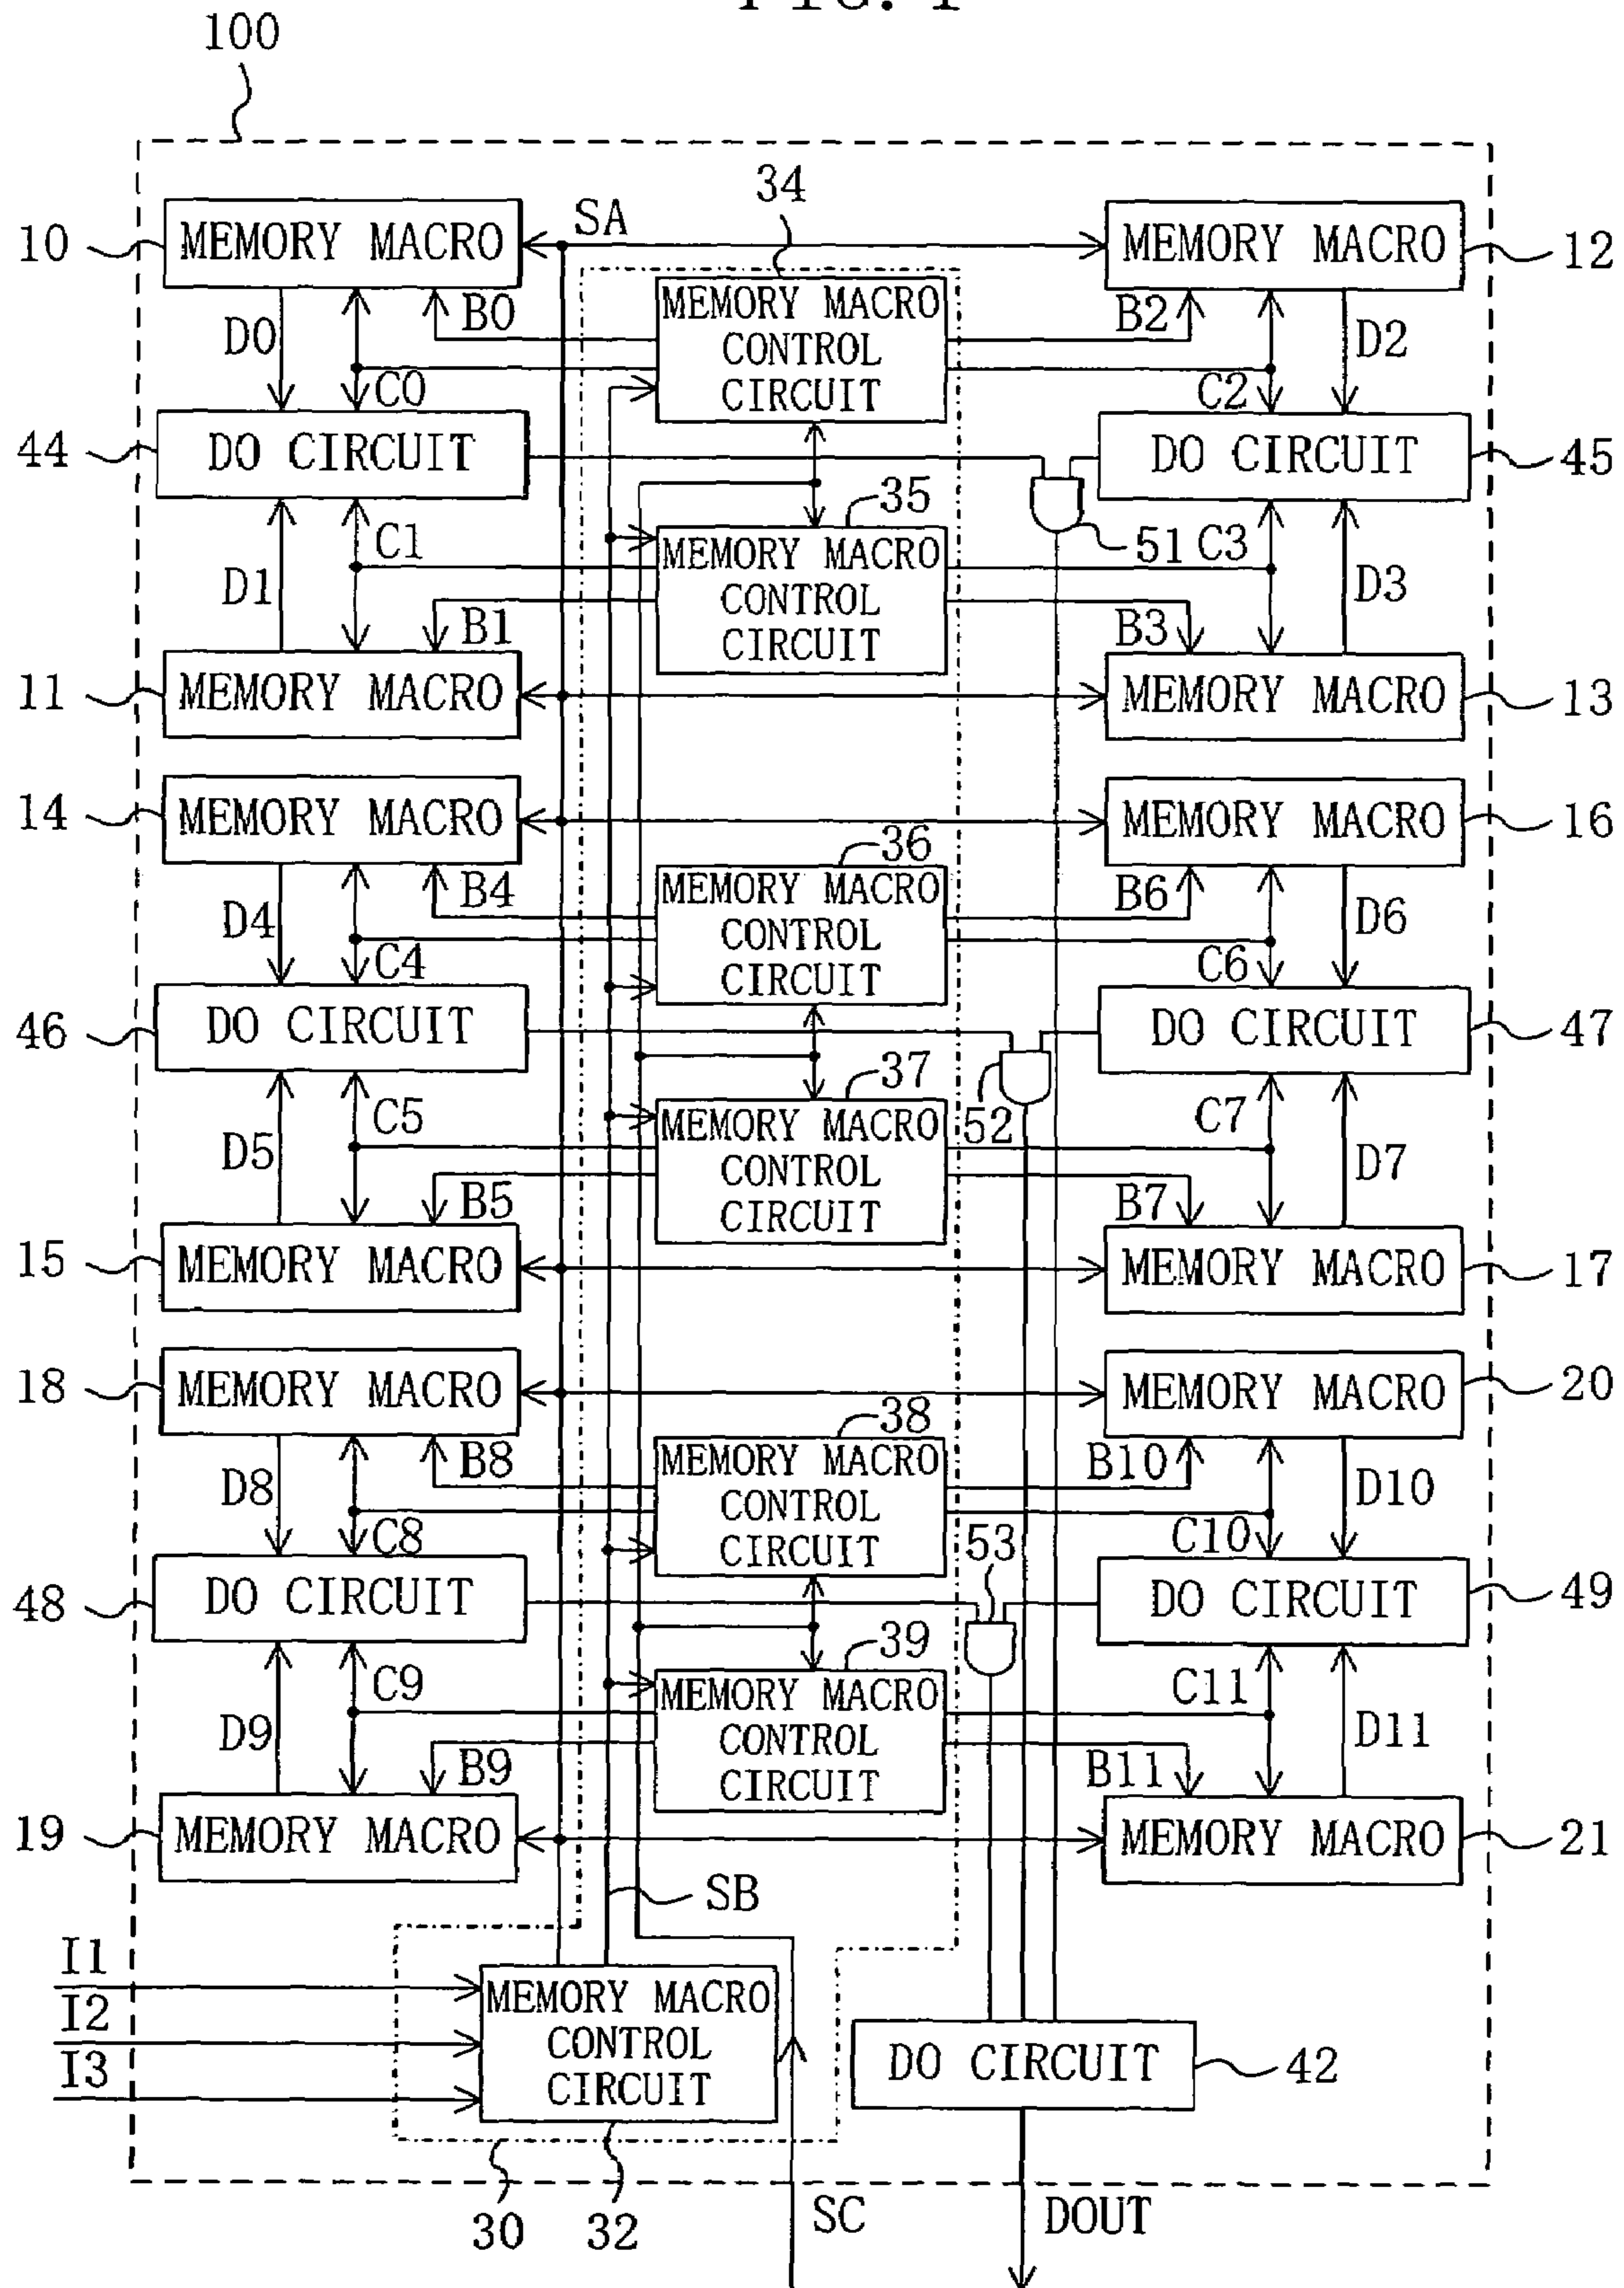 FIG. 1
100
34
10 MEMORY MACRO SA MEMORY MACRO 12
MEMORY MACRO
CONTROL
CIRCUIT
D0 B0 B2 D2
C0 C2
44 DO CIRCUIT DO CIRCUIT 45
35
51
C1 C3
MEMORY MACRO
CONTROL
CIRCUIT
D1 B1 B3 D3
11 MEMORY MACRO MEMORY MACRO 13
14 MEMORY MACRO MEMORY MACRO 16
36
MEMORY MACRO
CONTROL
CIRCUIT
D4 B4 B6 D6
C4 C6
46 DO CIRCUIT DO CIRCUIT 47
37
52
C5 C7
MEMORY MACRO
CONTROL
CIRCUIT
D5 B5 B7 D7
15 MEMORY MACRO MEMORY MACRO 17
18 MEMORY MACRO MEMORY MACRO 20
38
MEMORY MACRO
CONTROL
CIRCUIT
D8 B8 B10 D10
C8 53 C10
48 DO CIRCUIT DO CIRCUIT 49
39
C9 C11
MEMORY MACRO
CONTROL
CIRCUIT
D9 B9 B11 D11
19 MEMORY MACRO MEMORY MACRO 21
SB
I1
I2
I3
MEMORY MACRO
CONTROL
CIRCUIT
DO CIRCUIT 42
30 32 SC DOUT